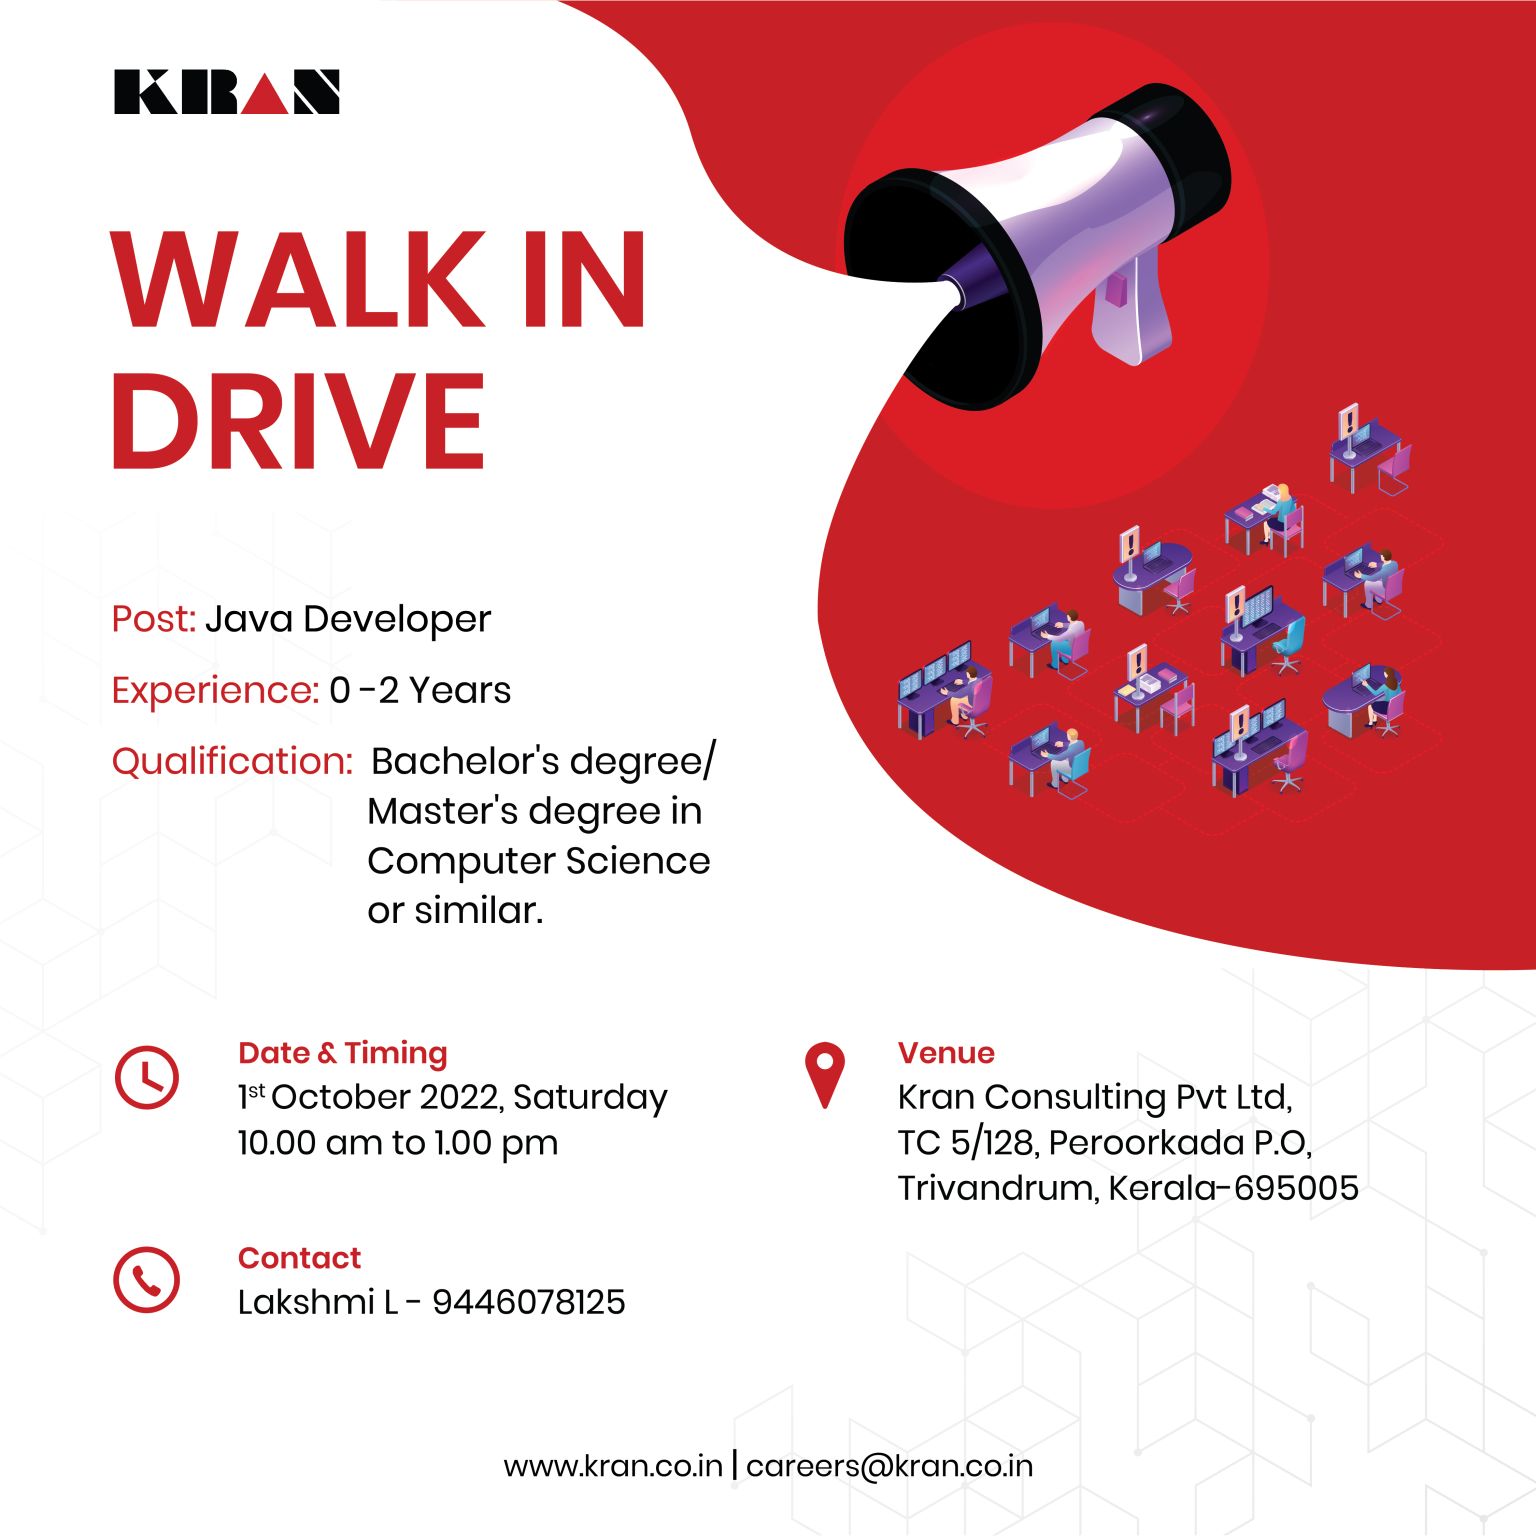 KRAN
WALK IN
DRIVE
Post: Java Developer
Experience: 0 -2 Years
Qualification: Bachelor's degree/
Master's degree in
Computer Science
or similar.
Date & Timing
1st October 2022, Saturday
10.00 am to 1.00 pm
Venue
Kran Consulting Pvt Ltd,
TC 5/128, Peroorkada P.O,
Trivandrum, Kerala-695005
Contact
Lakshmi L - 9446078125
www.kran.co.in | careers@kran.co.in